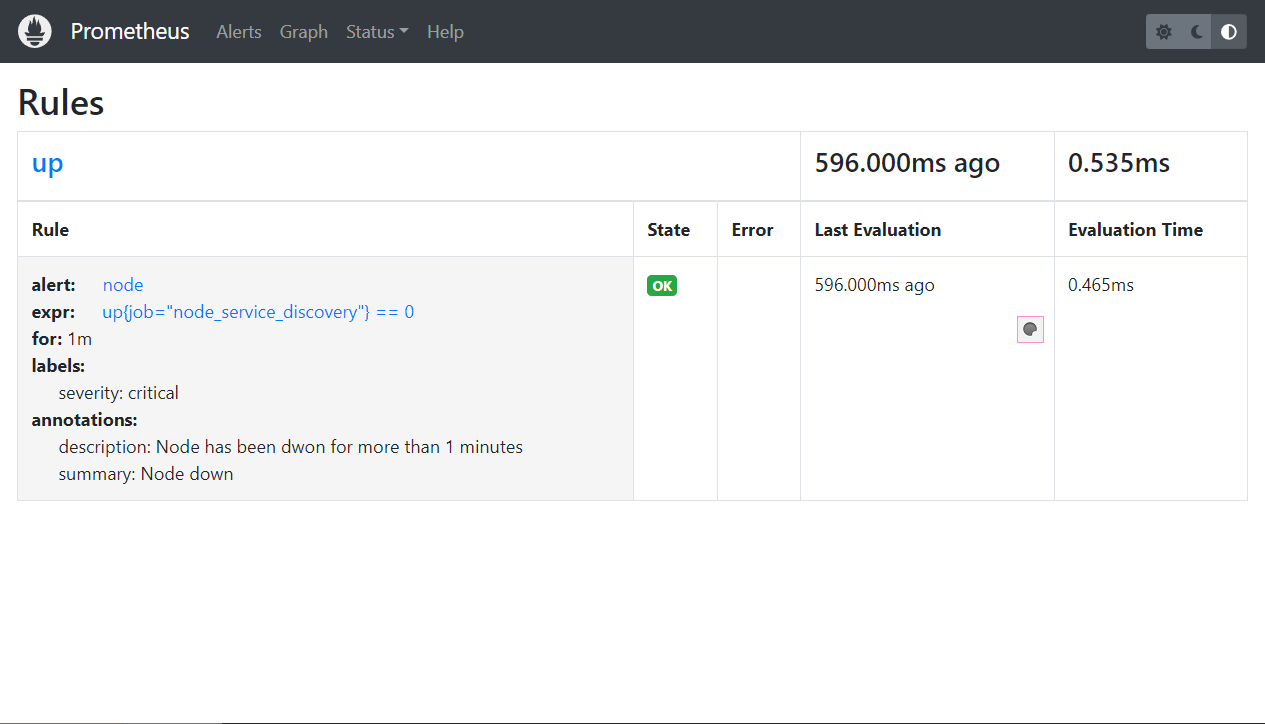 Prometheus Alerts Graph Status Help
Rules
up 596.000ms ago 0.535ms
Rule State Error Last Evaluation Evaluation Time
alert: node OK 596.000ms ago 0.465ms
expr: up{job="node_service_discovery"} == 0
for: 1m
labels:
severity: critical
annotations:
description: Node has been dwon for more than 1 minutes
summary: Node down